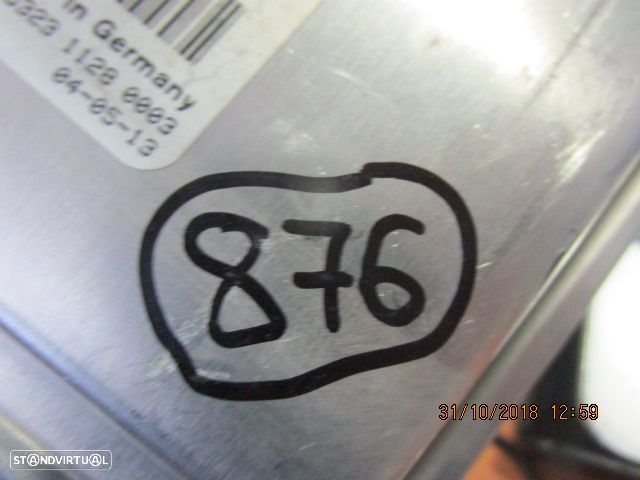 in Germany
1128 0003
04-05-13
876
31/10/2018 12:59
STANDVIRTUAL